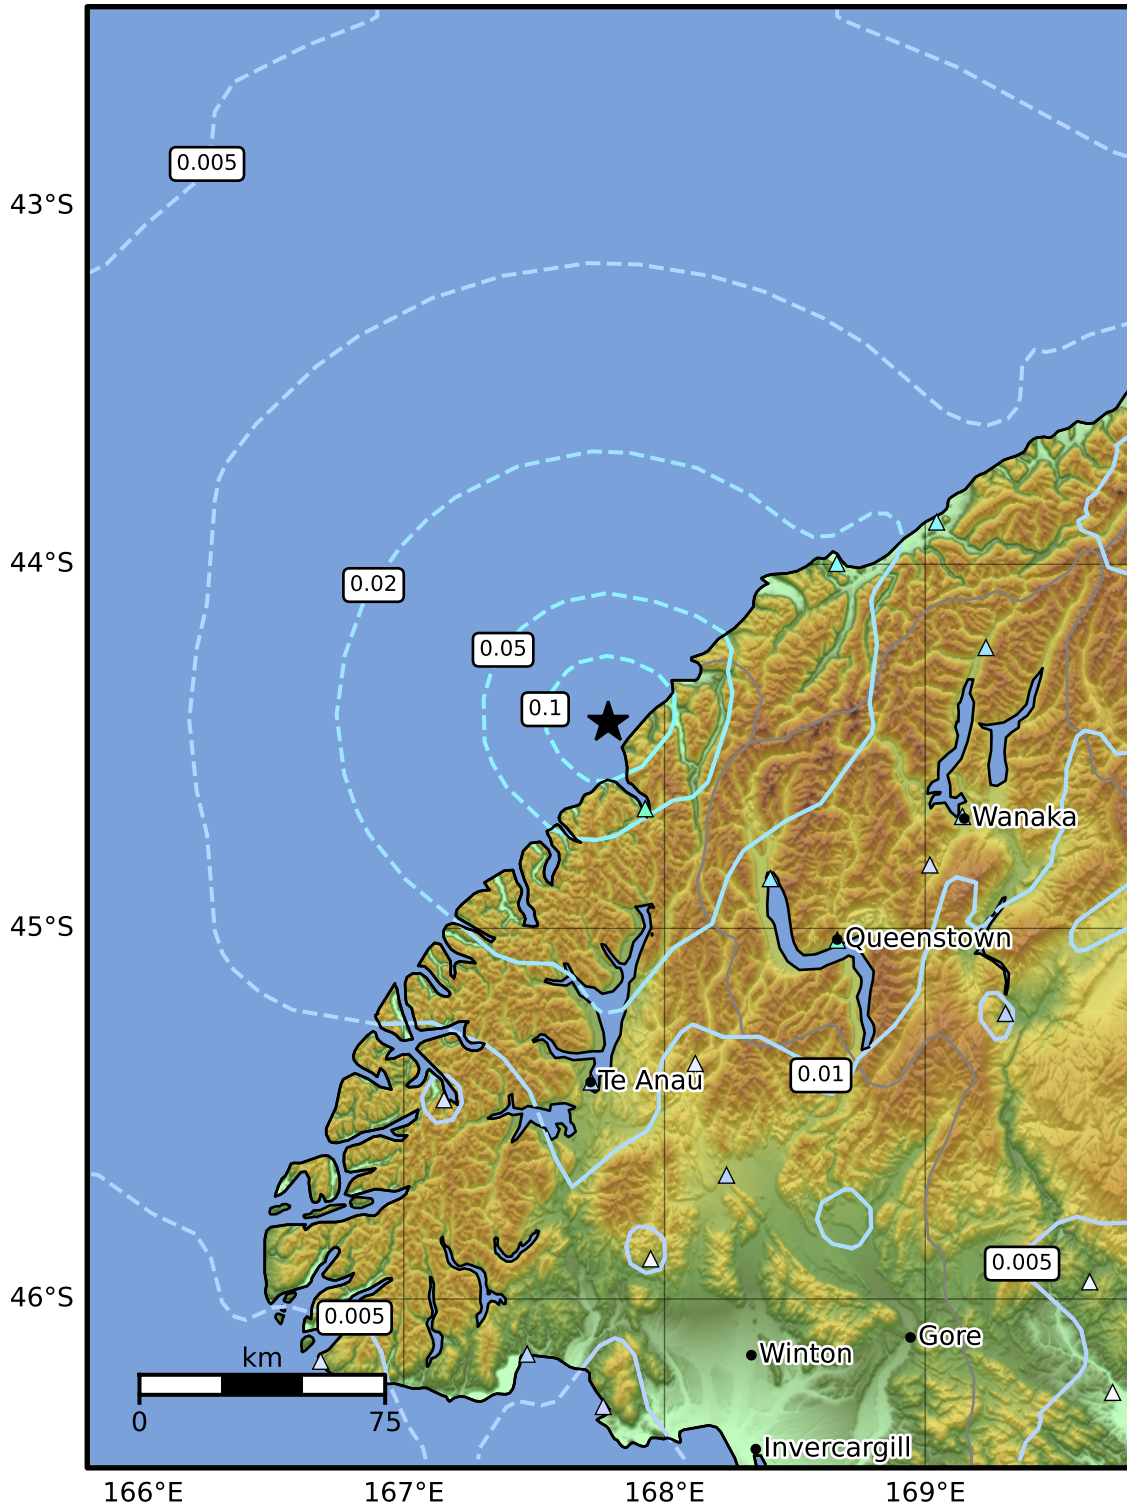 0.005
43°S
44°S
0.02
0.05
0.1
Wanaka
45°S
Queenstown
Te Anau
0.01
0.005
46°S
0.005
Gore
km
Winton
0
75
Invercargill
166°E
167°E
168°E
169°E